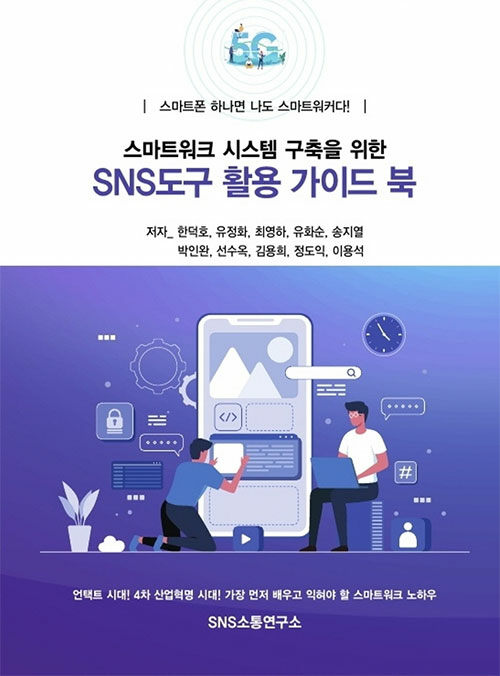 5G
스마트폰 하나면 나도 스마트워커다!
스마트워크 시스템 구축을 위한
SNS도구 활용 가이드 북
저자_ 한덕호, 유정화, 최영하, 유화순, 송지열
박인완, 선수옥, 김용희, 정도익, 이용석
</>
#
언택트 시대! 4차 산업혁명 시대! 가장 먼저 배우고 익혀야 할 스마트워크 노하우
SNS소통연구소